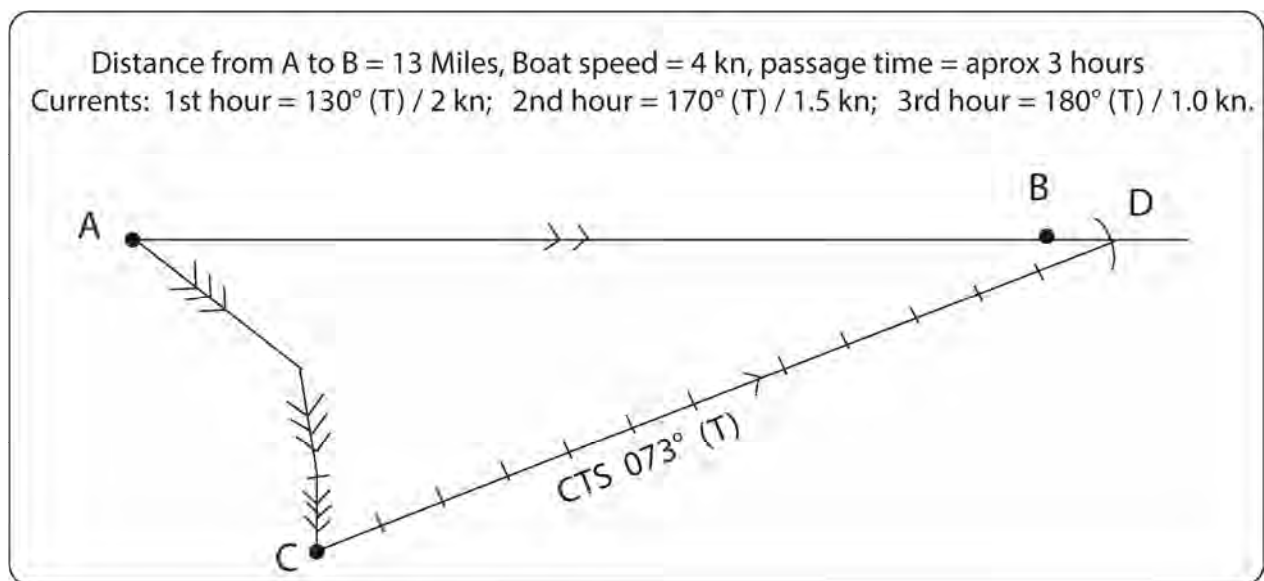 Distance from A to B = 13 Miles, Boat speed = 4 kn, passage time = aprox 3 hours
Currents: 1st hour = 130° (T) / 2 kn; 2nd hour = 170° (T) / 1.5 kn; 3rd hour = 180° (T) / 1.0 kn.
B
D
A
CTS 073° (T)
C